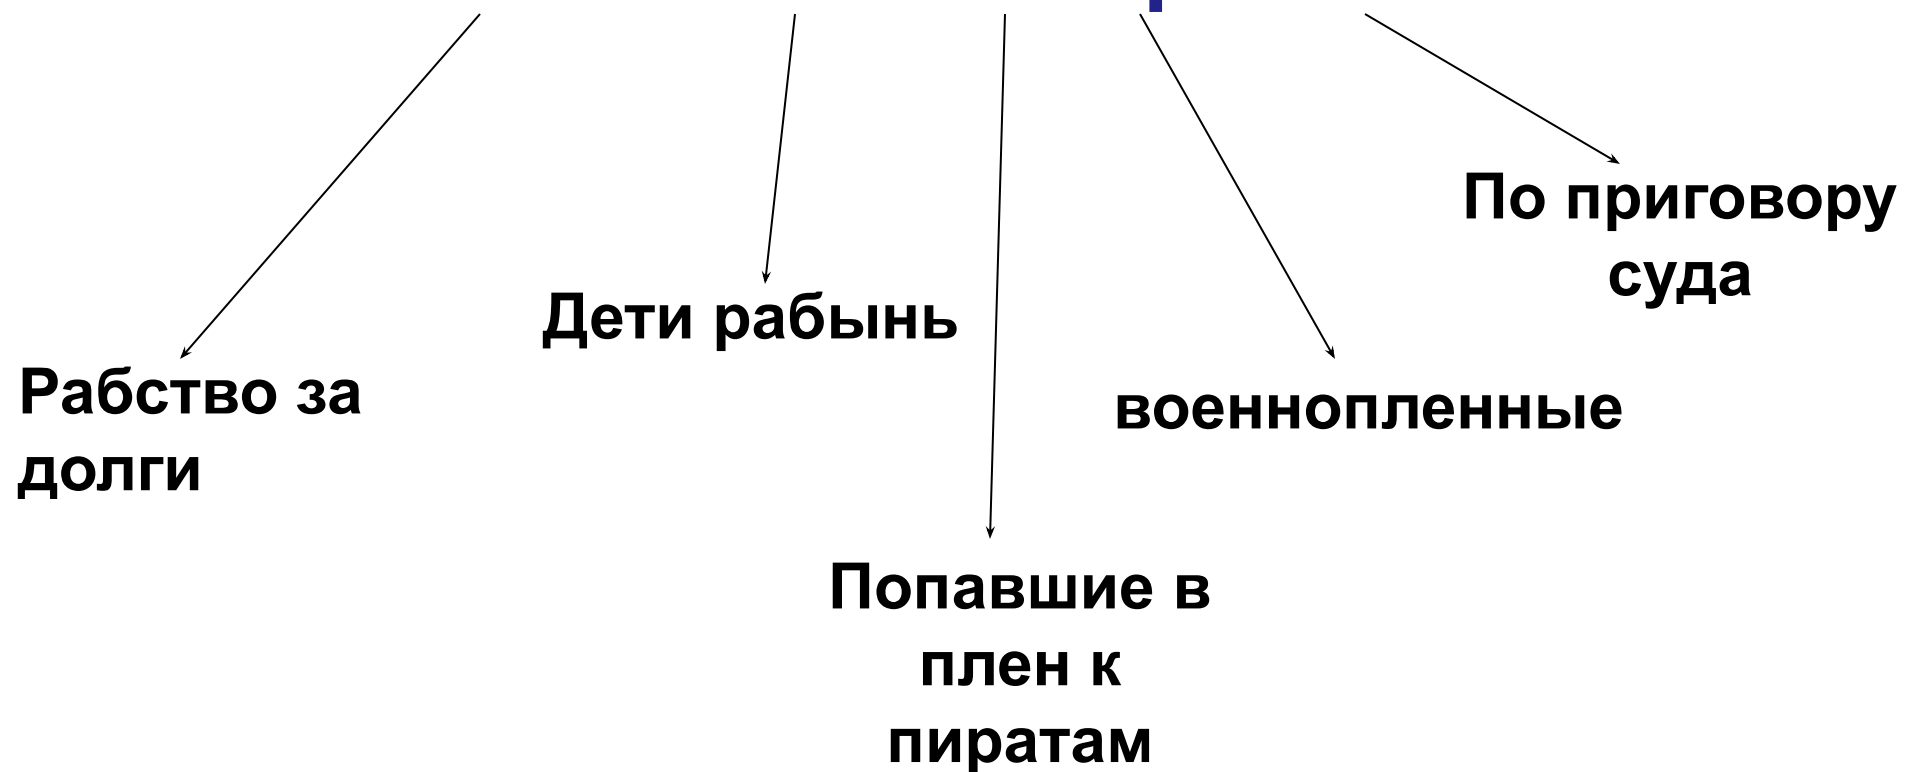 По приговору
суда
Дети рабынь
Рабство за
долги
военнопленные
Попавшие в
плен к
пиратам